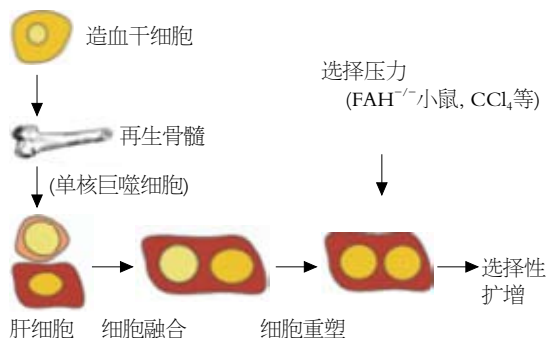 造血干细胞
选择压力
(FAH⁻/⁻小鼠, CCl₄等)
再生骨髓
(单核巨噬细胞)
选择性
扩增
肝细胞
细胞融合
细胞重塑